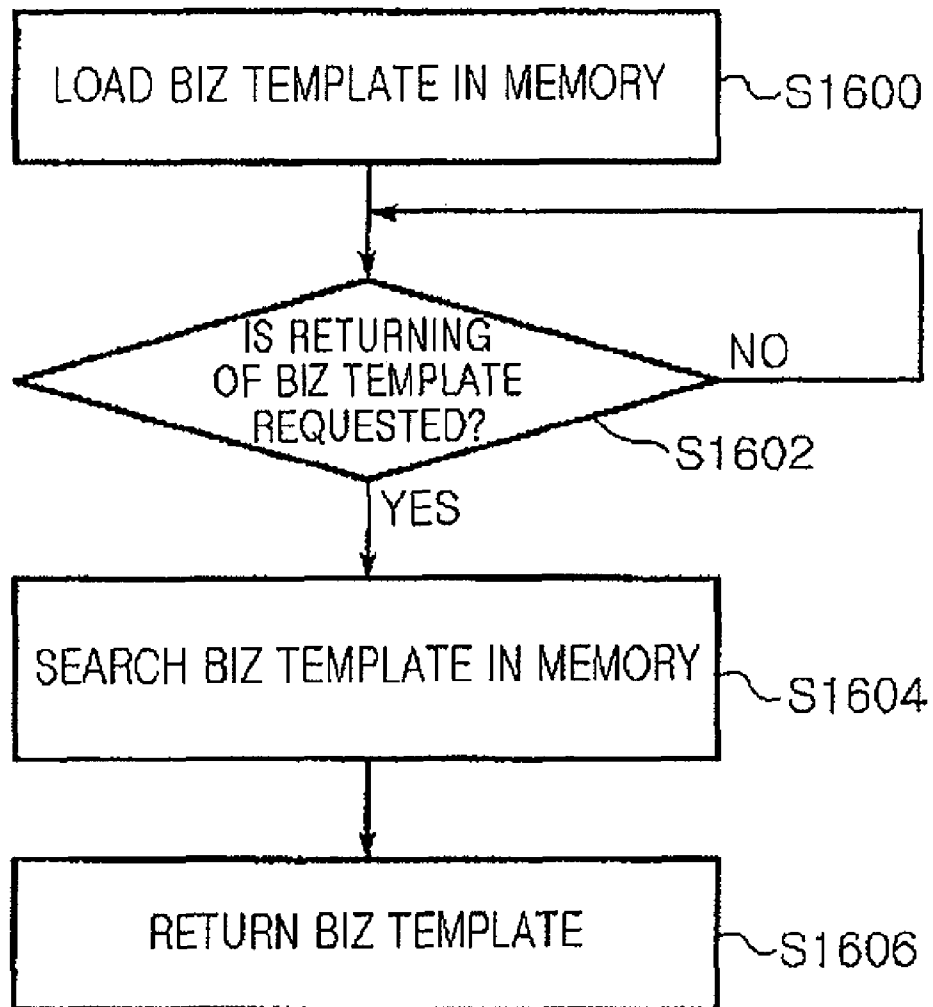 LOAD BIZ TEMPLATE IN MEMORY
S1600
IS RETURNING
OF BIZ TEMPLATE
REQUESTED?
NO
S1602
YES
SEARCH BIZ TEMPLATE IN MEMORY
S1604
RETURN BIZ TEMPLATE
S1606